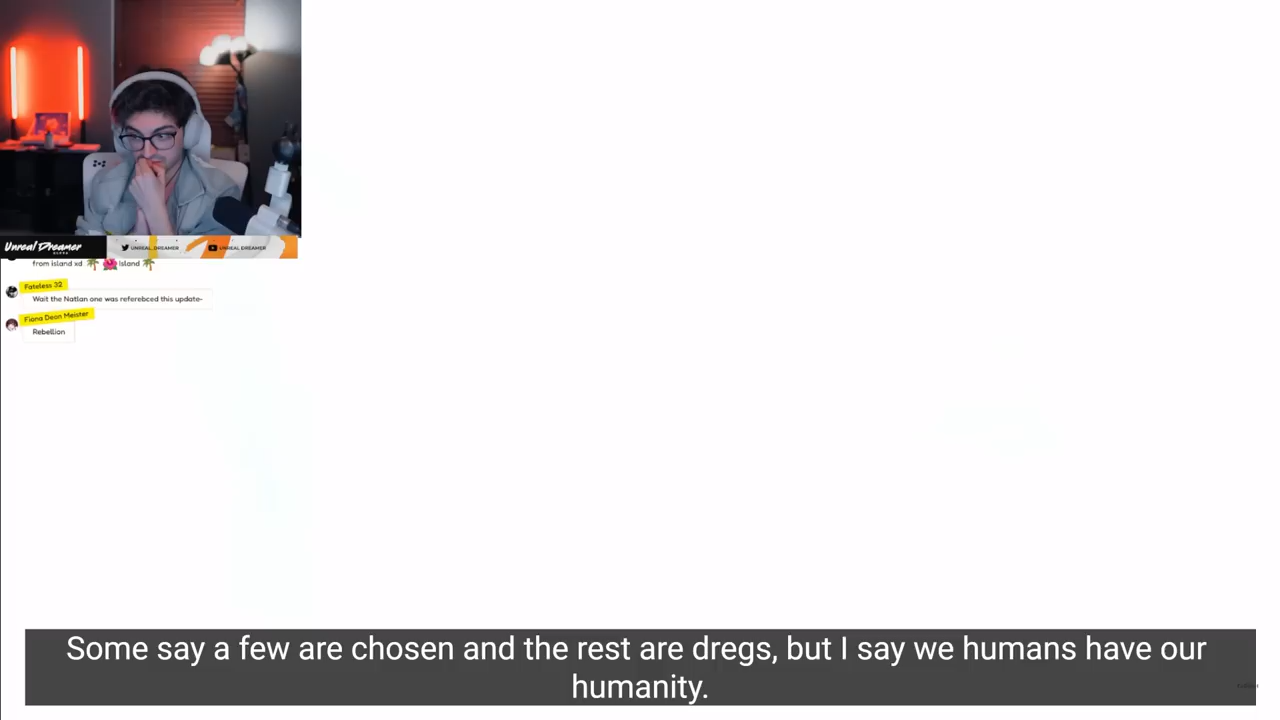 Unreal Dreamer
UNREAL_DREAMER
UNREAL DREAMER
from island xd 🌴 🌺 Island 🌴
Fateless 32
Wait the Natlan one was referebced this update-
Fiona Deon Meister
Rebellion
Some say a few are chosen and the rest are dregs, but I say we humans have our
humanity.